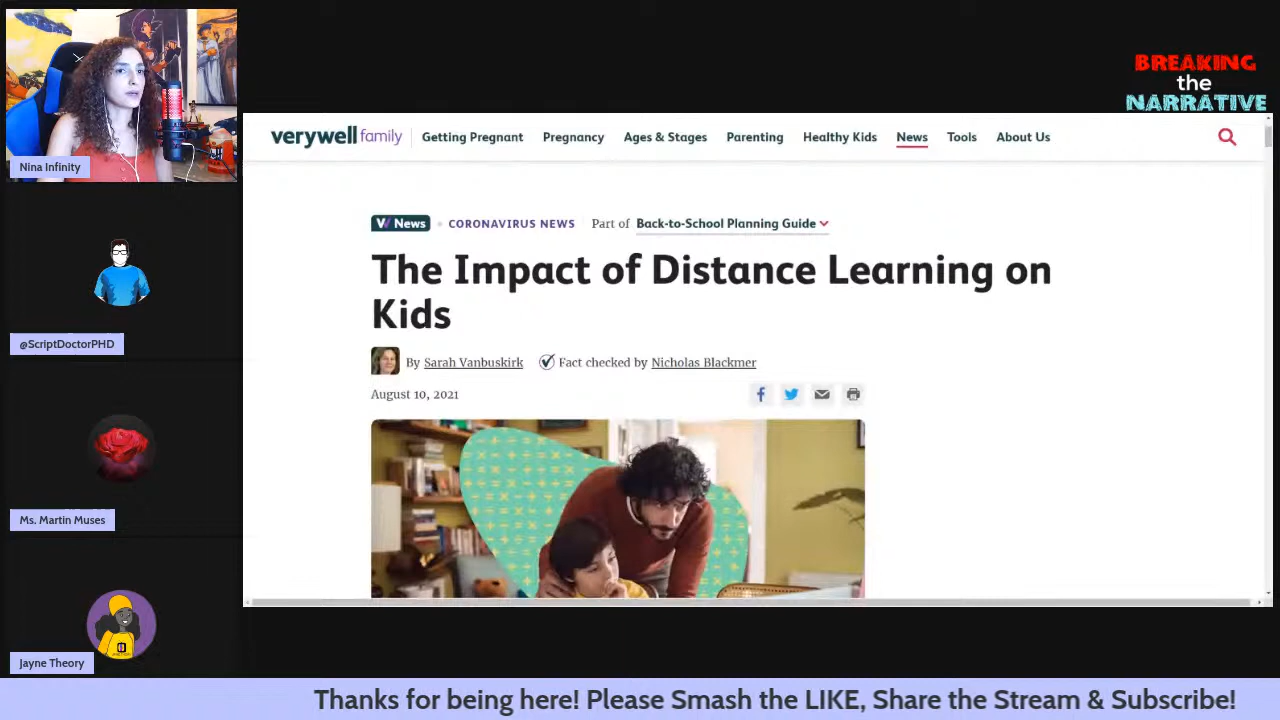 Nina Infinity
@ScriptDoctorPHD
Ms. Martin Muses
Jayne Theory
BREAKING
the
NARRATIVE
verywell family Getting Pregnant Pregnancy Ages & Stages Parenting Healthy Kids News Tools About Us
News CORONAVIRUS NEWS Part of Back-to-School Planning Guide
The Impact of Distance Learning on
Kids
By Sarah Vanbuskirk Fact checked by Nicholas Blackmer
August 10, 2021
Thanks for being here! Please Smash the LIKE, Share the Stream & Subscribe!